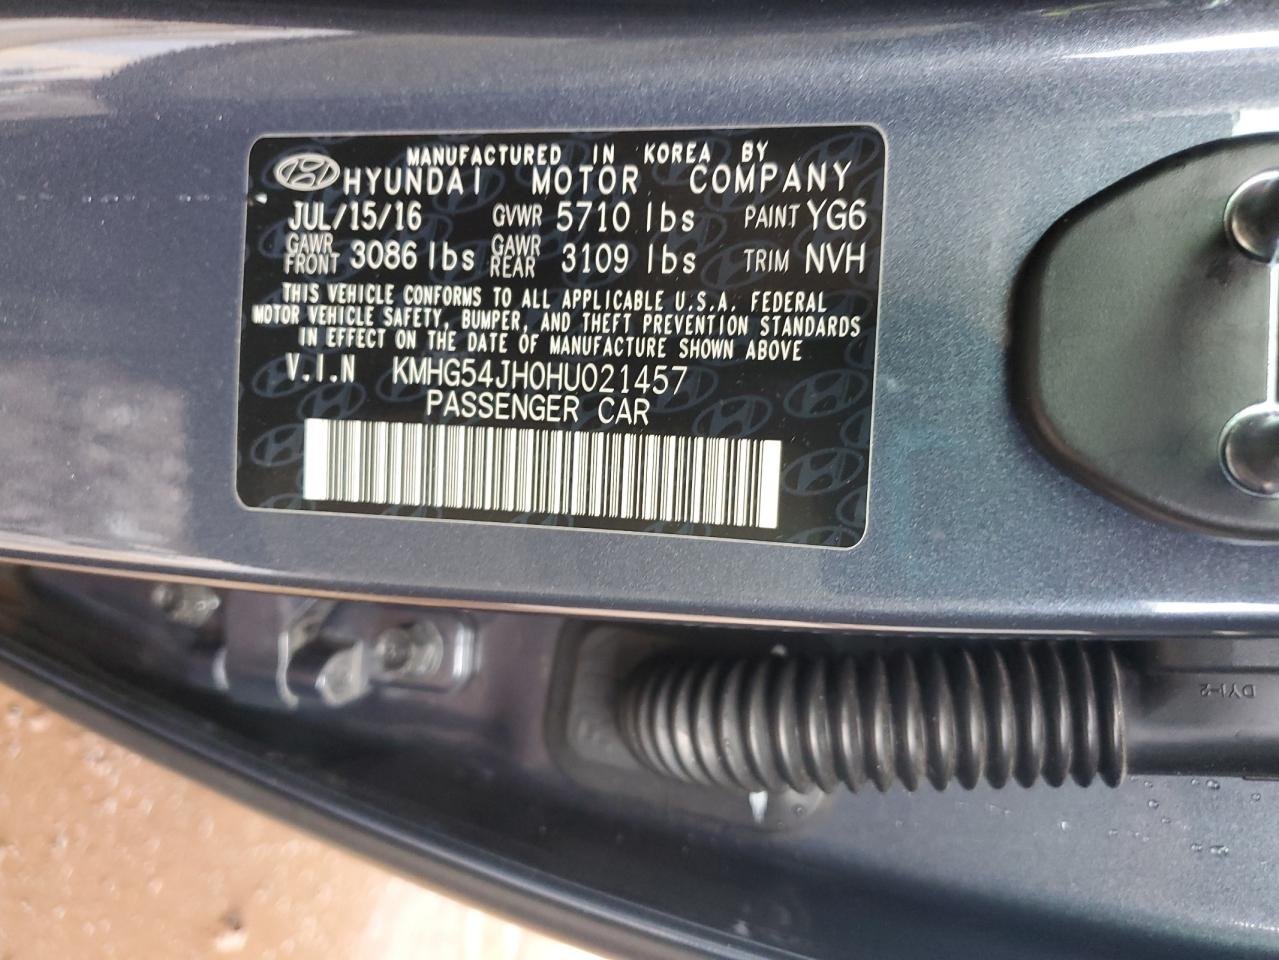 MANUFACTURED IN KOREA BY
HYUNDAI MOTOR COMPANY
JUL/15/16 GVWR 5710 lbs PAINT YG6
GAWR FRONT 3086 lbs GAWR REAR 3109 lbs TRIM NVH
THIS VEHICLE CONFORMS TO ALL APPLICABLE U.S.A. FEDERAL
MOTOR VEHICLE SAFETY, BUMPER, AND THEFT PREVENTION STANDARDS
IN EFFECT ON THE DATE OF MANUFACTURE SHOWN ABOVE
V.I.N KMHG54JH0HU021457
PASSENGER CAR
DY1-2